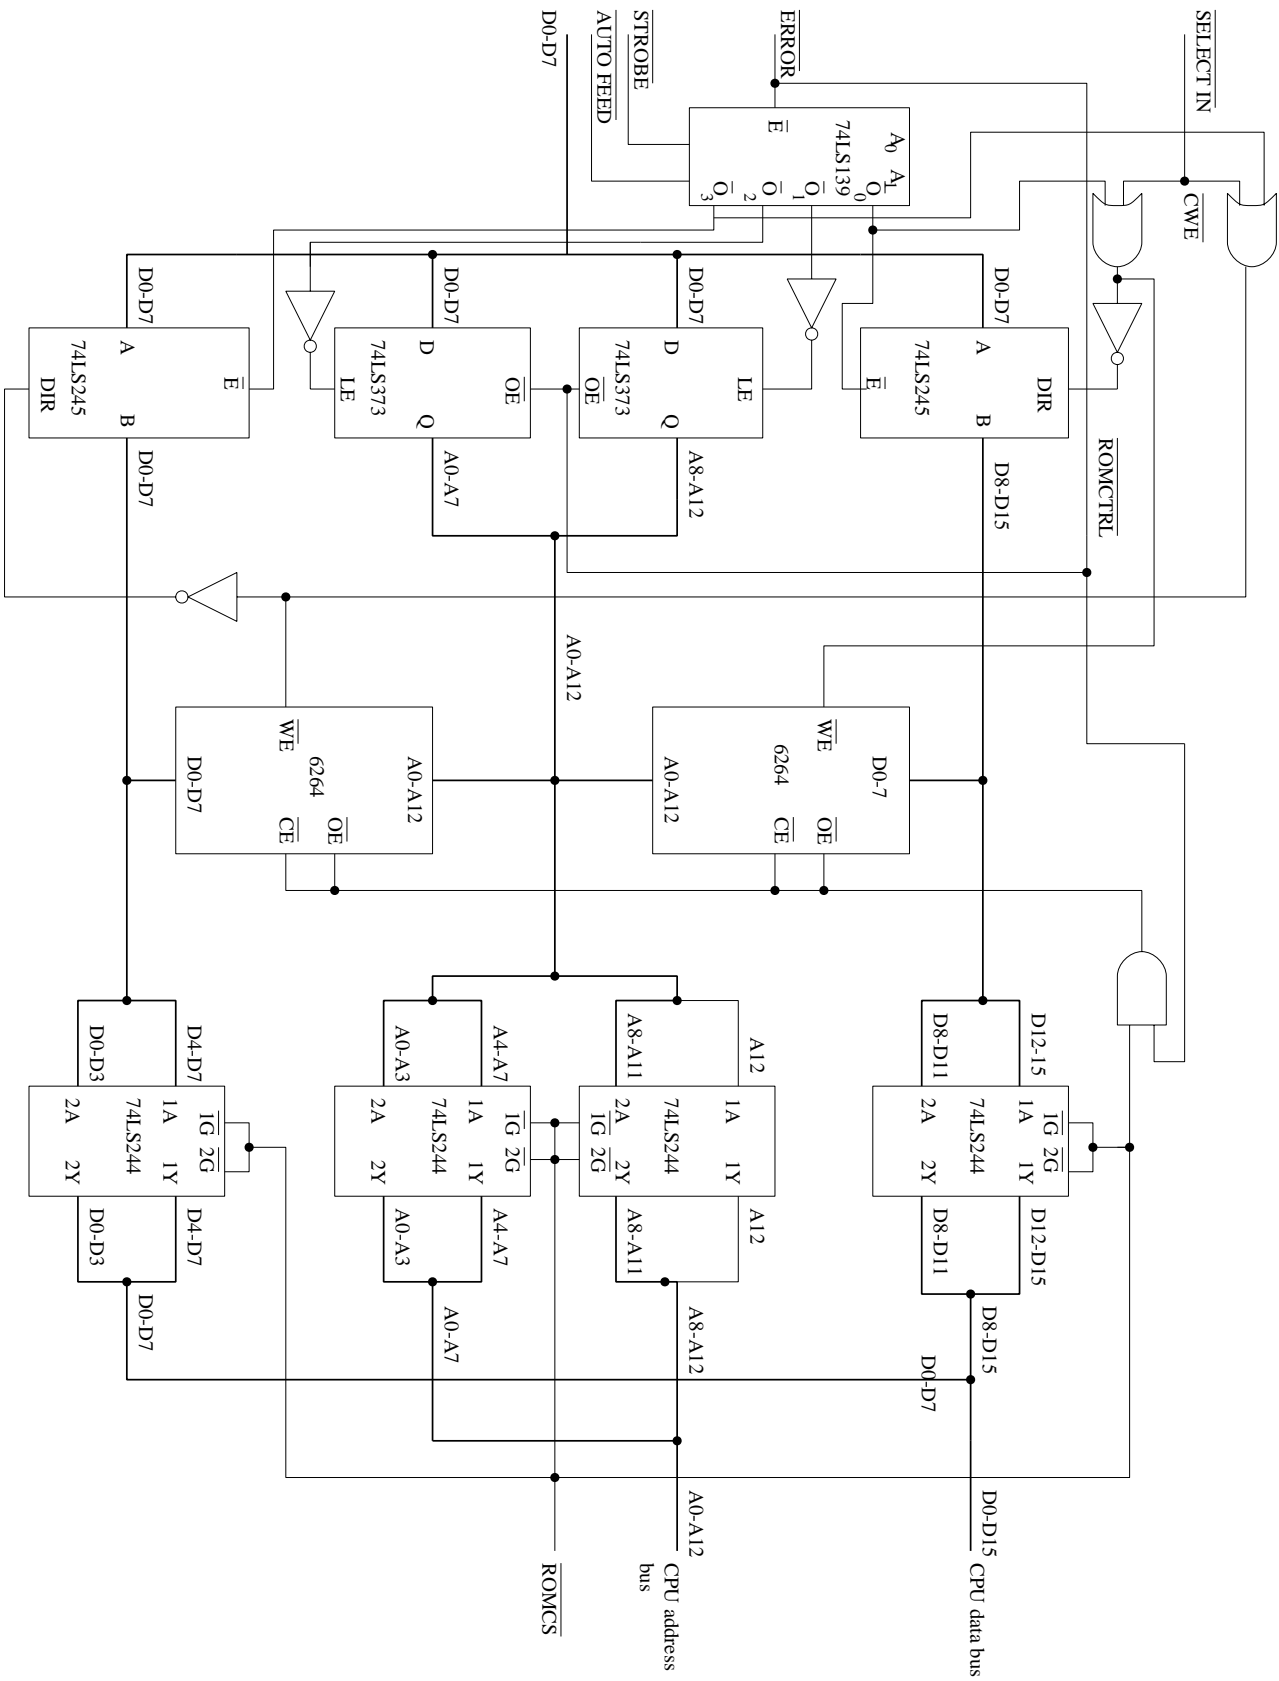 SELECT IN
CWE
ROMCTRL
ERROR
STROBE
AUTO FEED
D0-D7
A0 A1
74LS139
E
O0
O1
O2
O3
D0-D7
DIR
A
B
74LS245
E
D8-D15
D0-D7
LE
D
Q
74LS373
OE
A8-A12
D0-D7
OE
D
Q
74LS373
LE
A0-A7
D0-D7
E
A
B
74LS245
DIR
D0-D7
A0-A12
D0-7
WE
OE
6264
CE
A0-A12
A0-A12
OE
6264
WE
CE
D0-D7
D12-15
D8-D11
1G 2G
1A 1Y
74LS244
2A 2Y
D12-D15
D8-D11
D8-D15
D0-D7
D0-D15
CPU data bus
A12
A8-A11
1A 1Y
74LS244
2A 2Y
1G 2G
A12
A8-A11
A8-A12
A0-A12
CPU address
bus
A4-A7
A0-A3
1G 2G
1A 1Y
74LS244
2A 2Y
A4-A7
A0-A3
A0-A7
ROMCS
D4-D7
D0-D3
1G 2G
1A 1Y
74LS244
2A 2Y
D4-D7
D0-D3
D0-D7